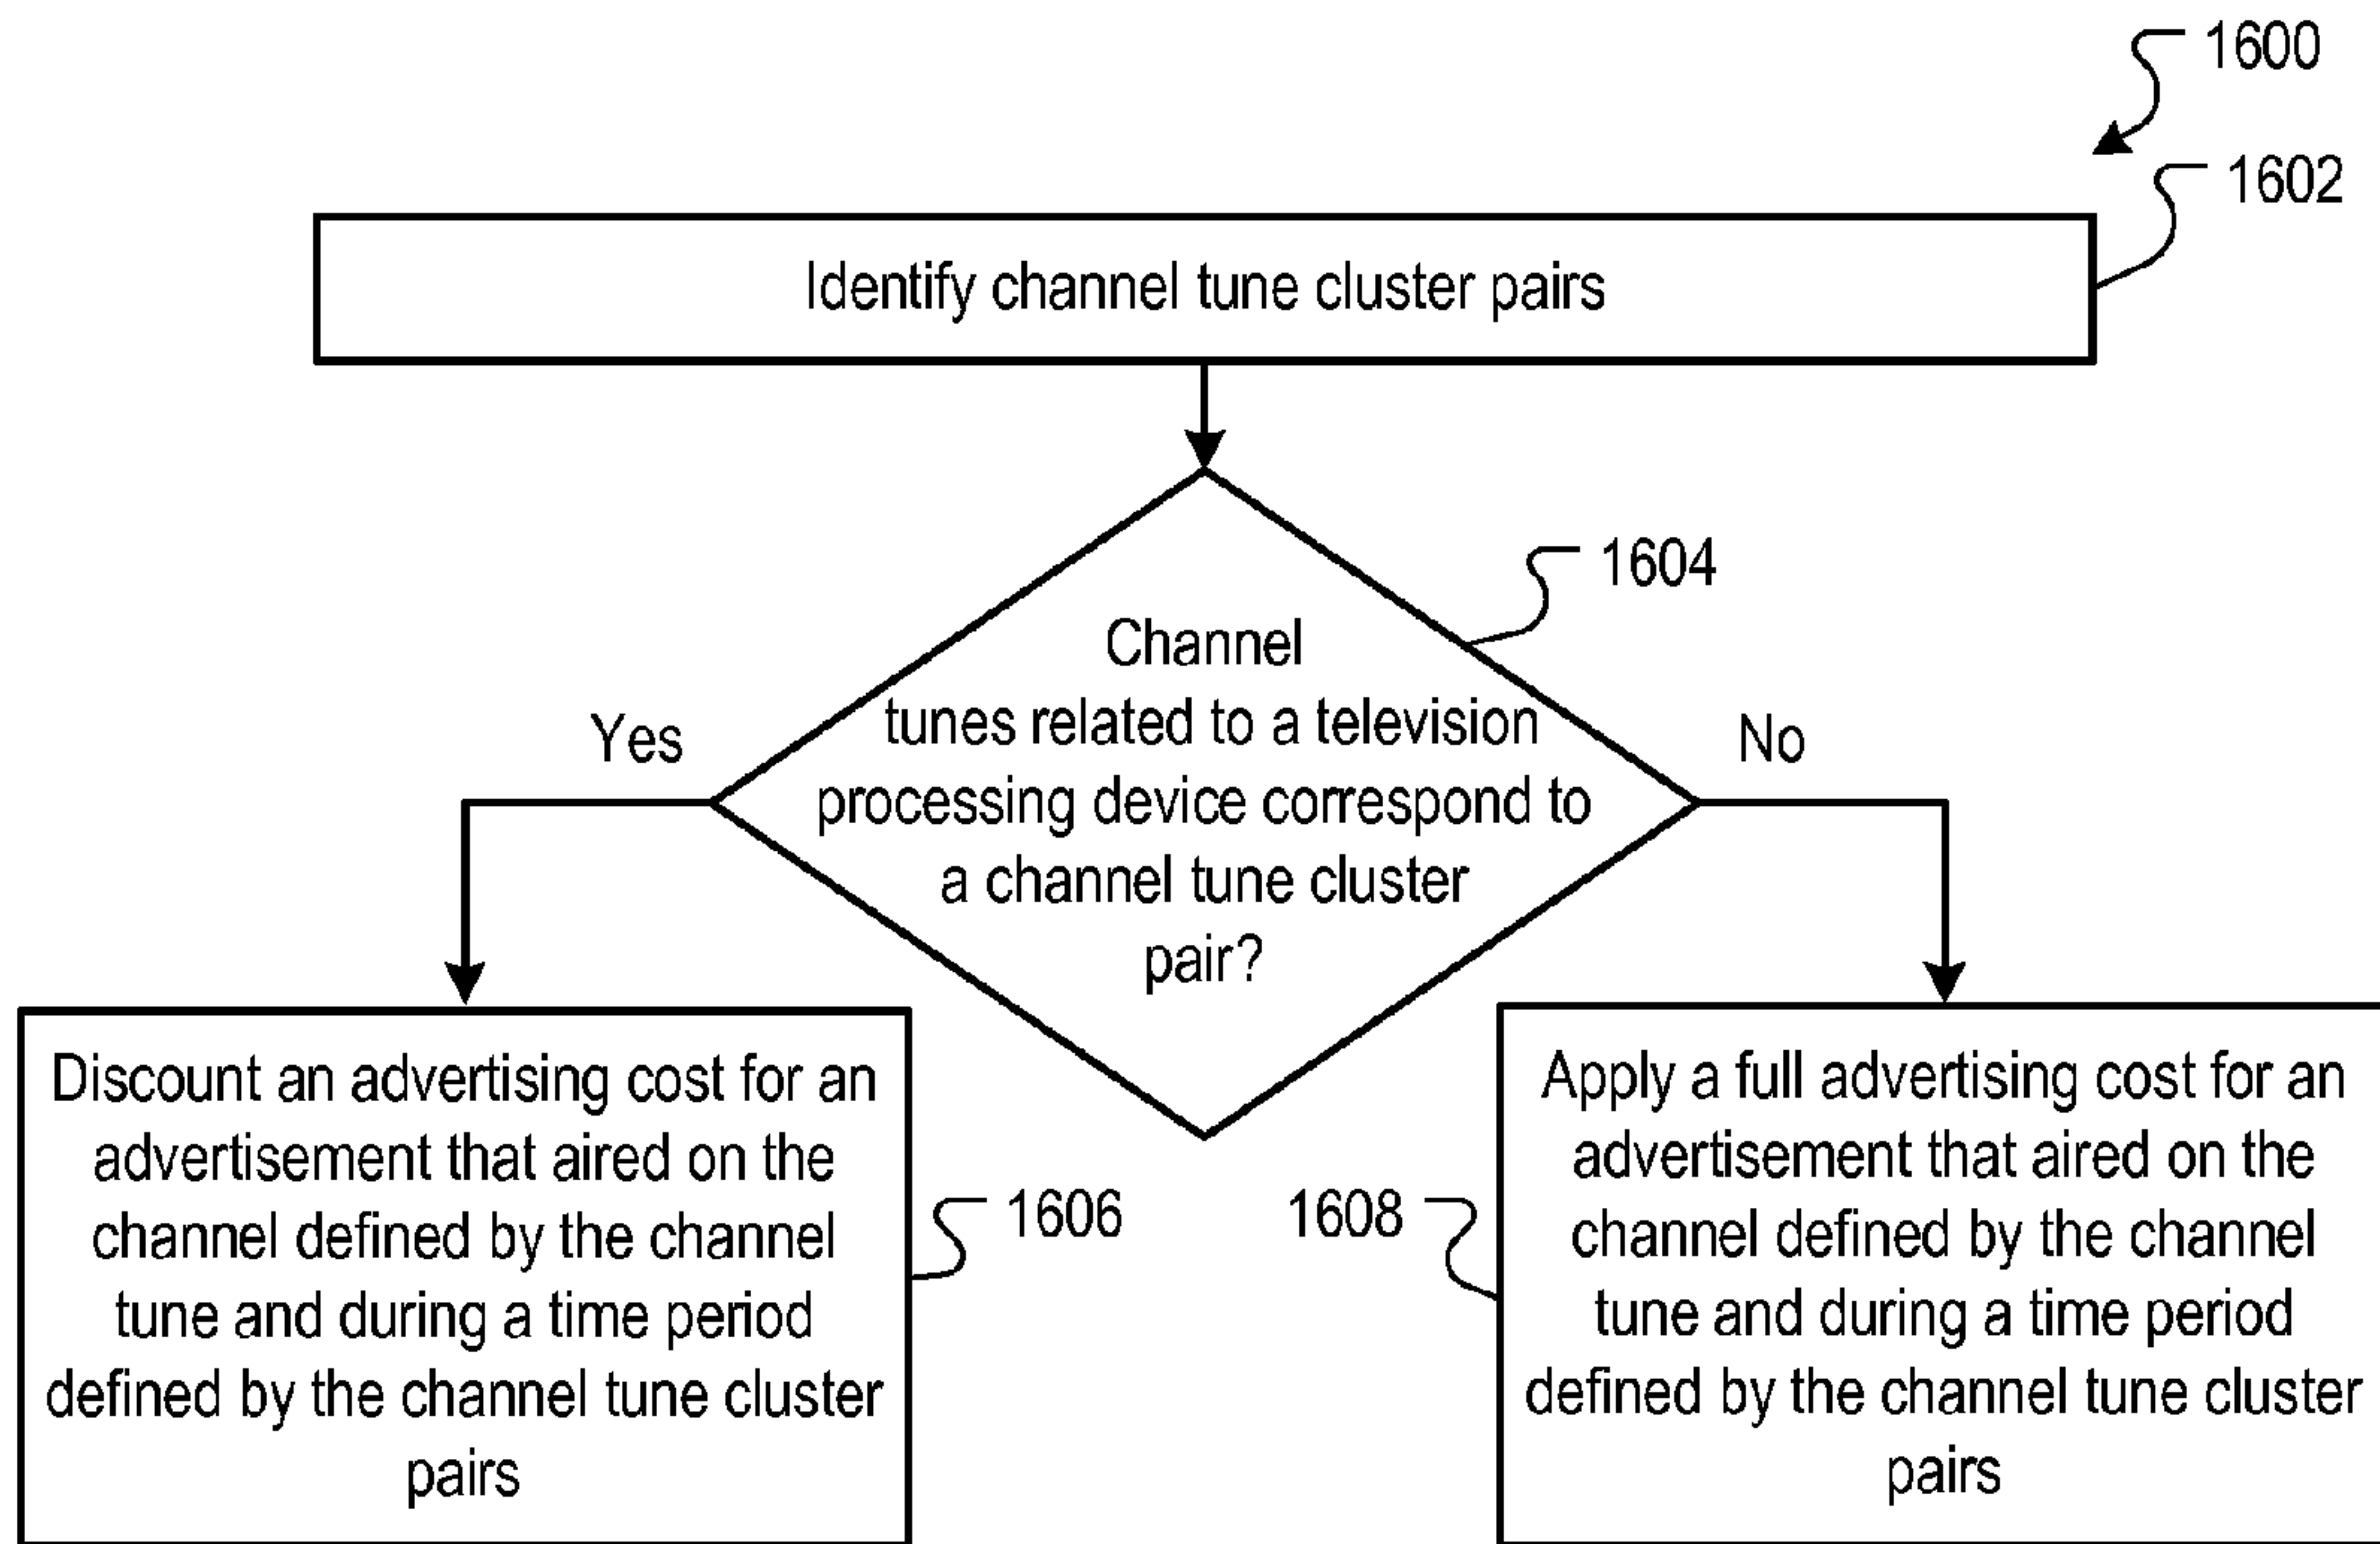 1600
1602
Identify channel tune cluster pairs
1604
Channel
tunes related to a television
processing device correspond to
a channel tune cluster
pair?
Yes
No
Discount an advertising cost for an
advertisement that aired on the
channel defined by the channel
tune and during a time period
defined by the channel tune cluster
pairs
1606
1608
Apply a full advertising cost for an
advertisement that aired on the
channel defined by the channel
tune and during a time period
defined by the channel tune cluster
pairs